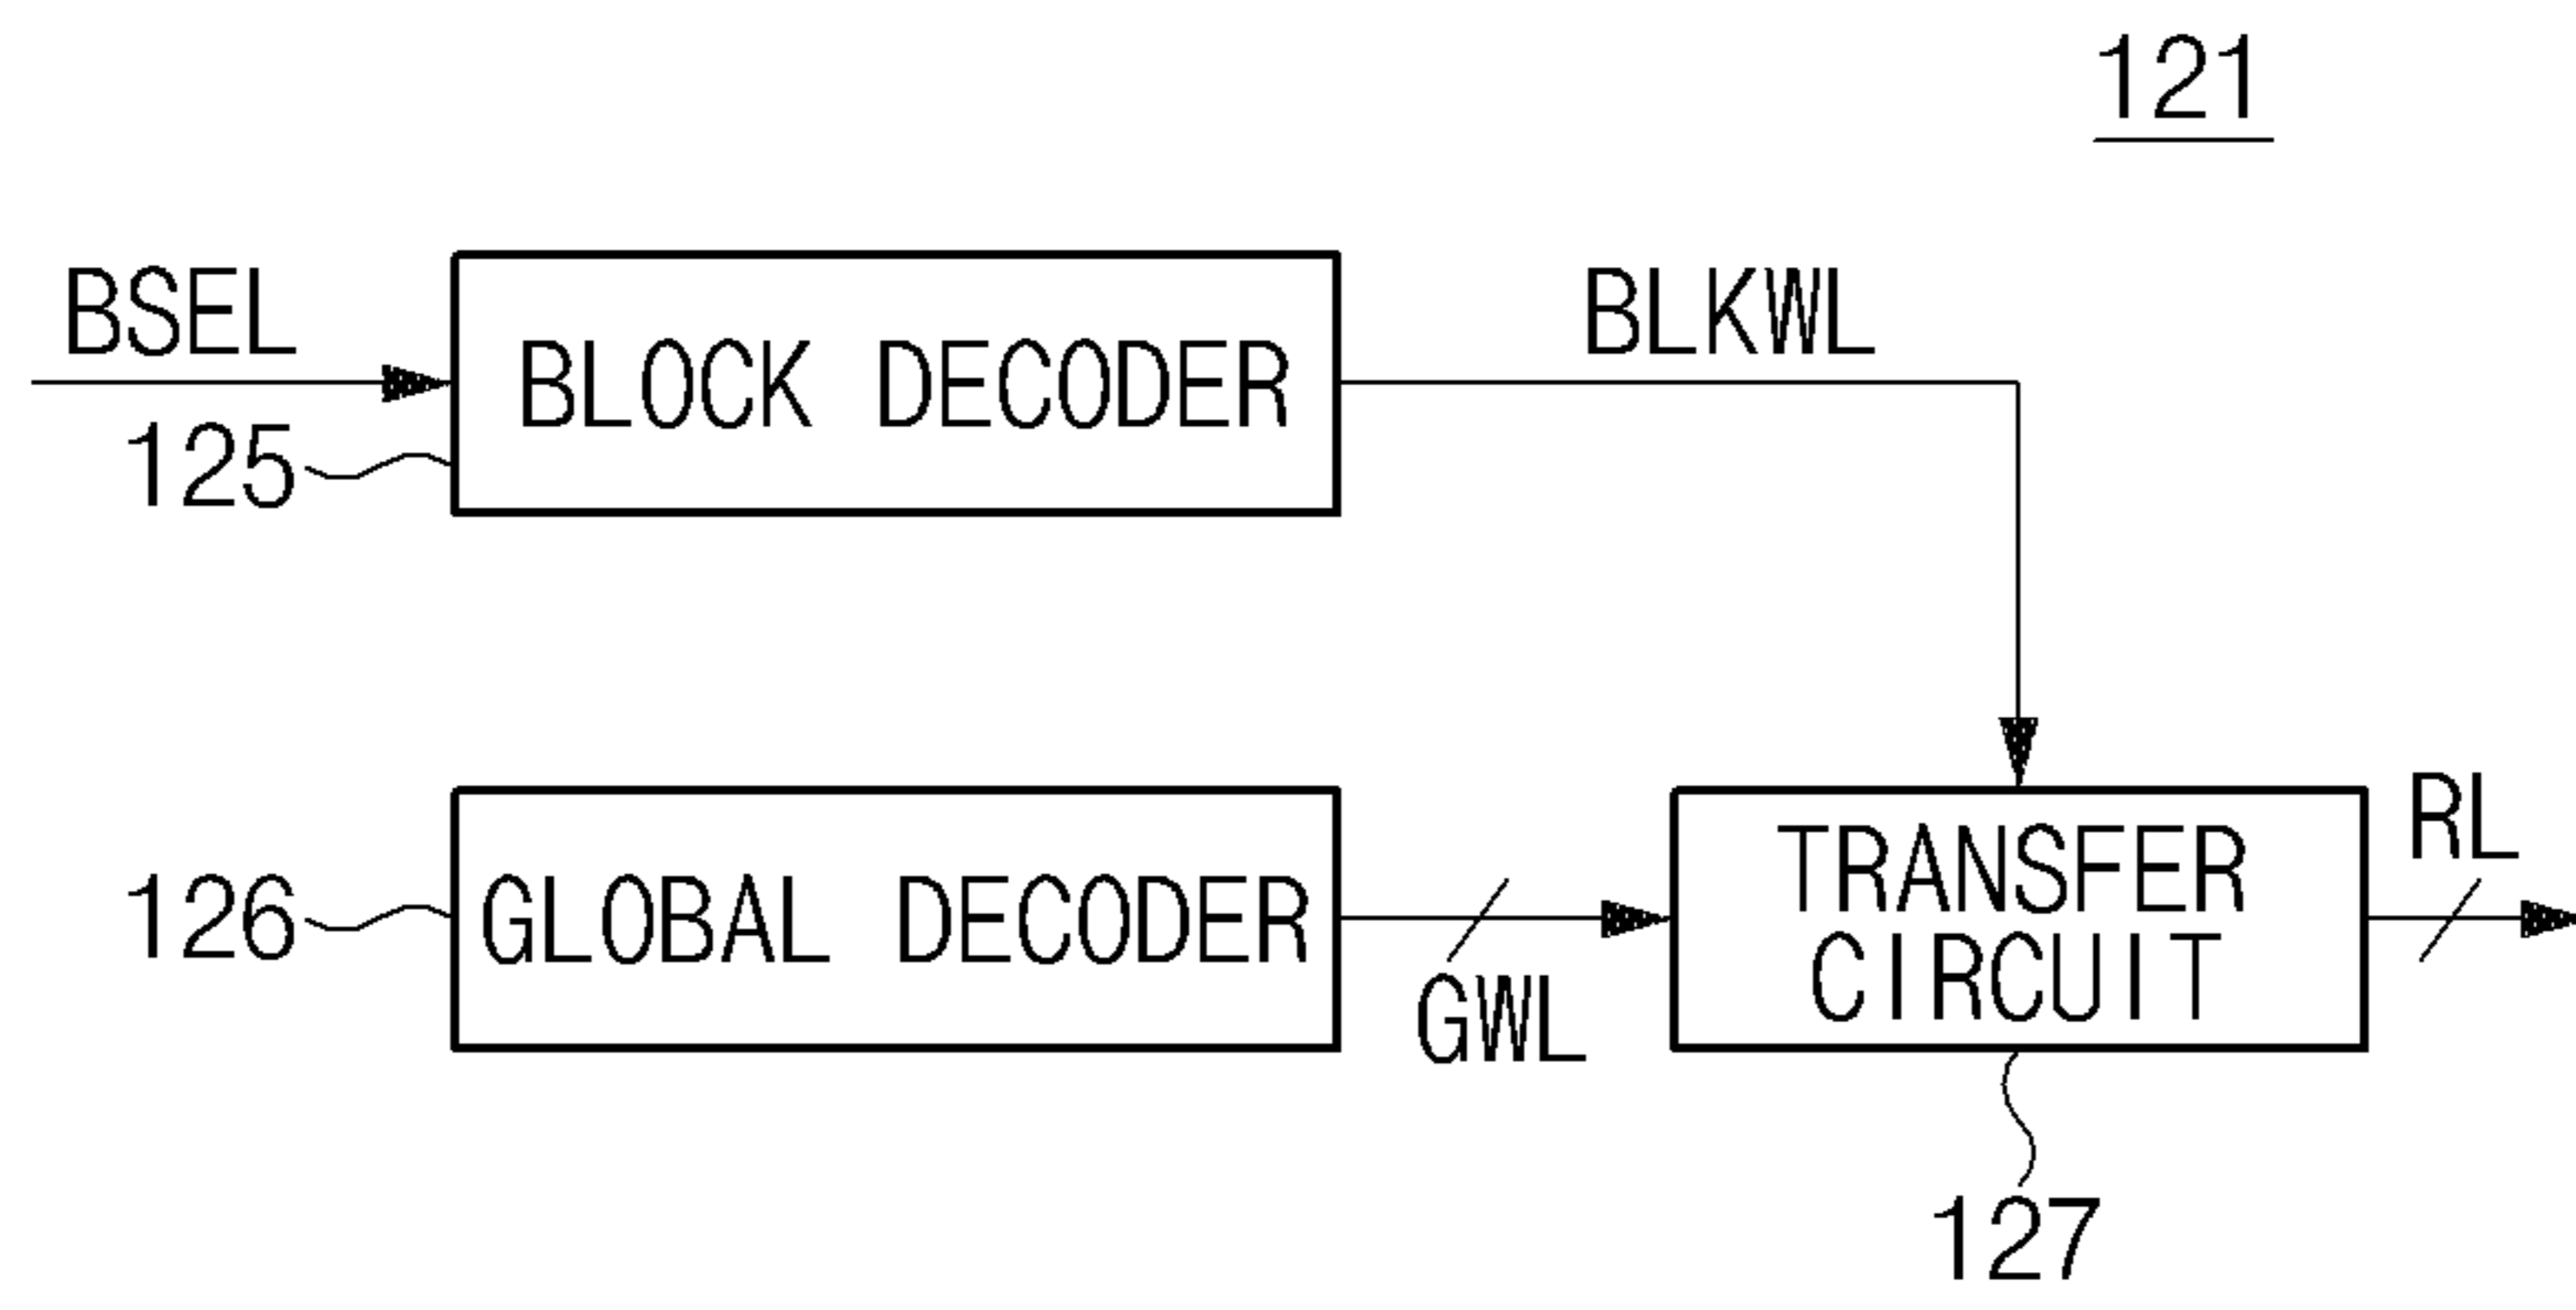 121
BSEL
BLOCK DECODER
BLKWL
125
126
GLOBAL DECODER
GWL
TRANSFER
CIRCUIT
RL
127